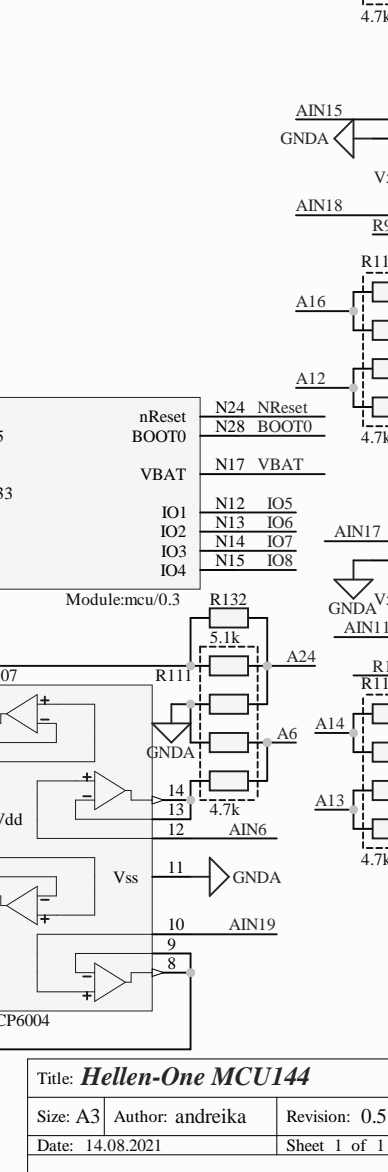 4.7k
AIN15
GNDA
AIN18
A16
A12
4.7k
nReset N24 NReset
BOOT0 N28 BOOT0
VBAT N17 VBAT
IO1 N12 IO5
IO2 N13 IO6
IO3 N14 IO7
IO4 N15 IO8
AIN17
Module:mcu/0.3
R132
GNDA
5.1k
AIN11
A24
R111
A6
A14
GNDA
14
13
4.7k
A13
12 AIN6
4.7k
Vss 11 GNDA
10 AIN19
9
8
Title: Hellen-One MCU144
Size: A3 Author: andreika Revision: 0.5
Date: 14.08.2021 Sheet 1 of 1